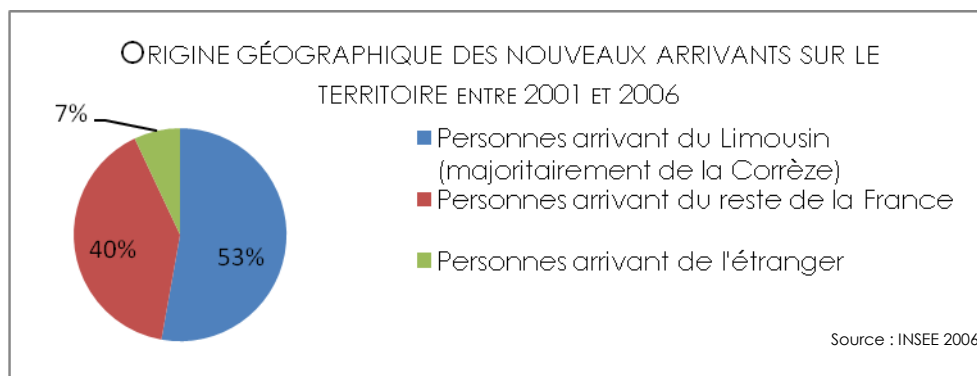 ORIGINE GÉOGRAPHIQUE DES NOUVEAUX ARRIVANTS SUR LE
TERRITOIRE ENTRE 2001 ET 2006
7%
40%
53%
Personnes arrivant du Limousin
(majoritairement de la Corrèze)
Personnes arrivant du reste de la France
Personnes arrivant de l'étranger
Source : INSEE 2006